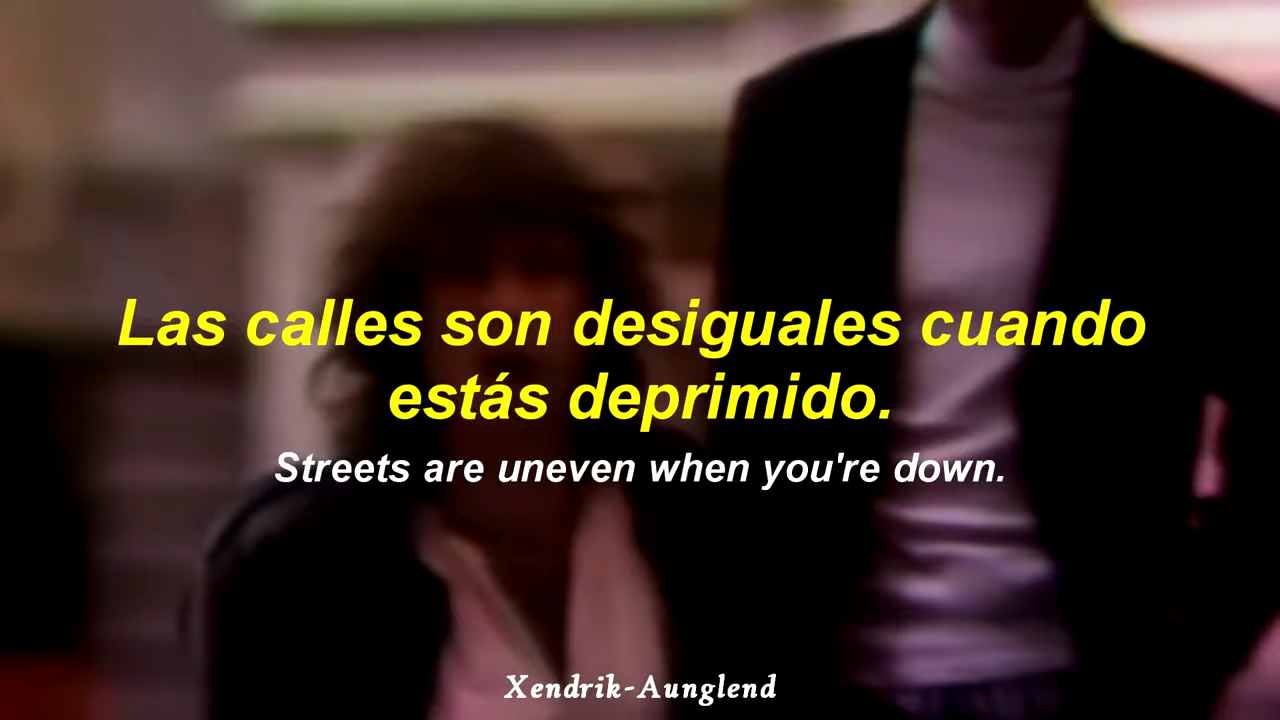 Las calles son desiguales cuando
estás deprimido.
Streets are uneven when you're down.
Xendrik-Aunglend